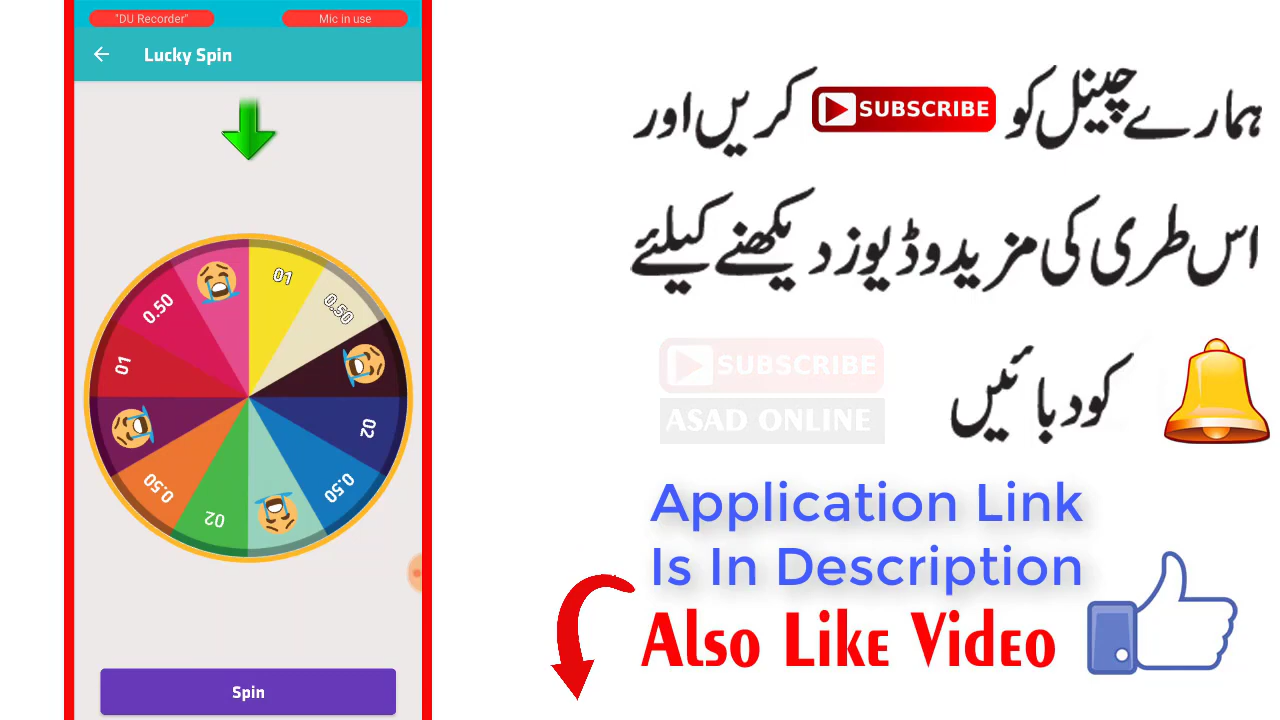 "DU Recorder"
Mic in use
Lucky Spin
01
0.50
02
0.50
02
0.50
01
0.50
Spin
ہمارے چینل کو SUBSCRIBE کریں اور
اس طری کی مزید وڈیوز دیکھنے کیلئے
کو دبائیں
SUBSCRIBE
ASAD ONLINE
Application Link
Is In Description
Also Like Video